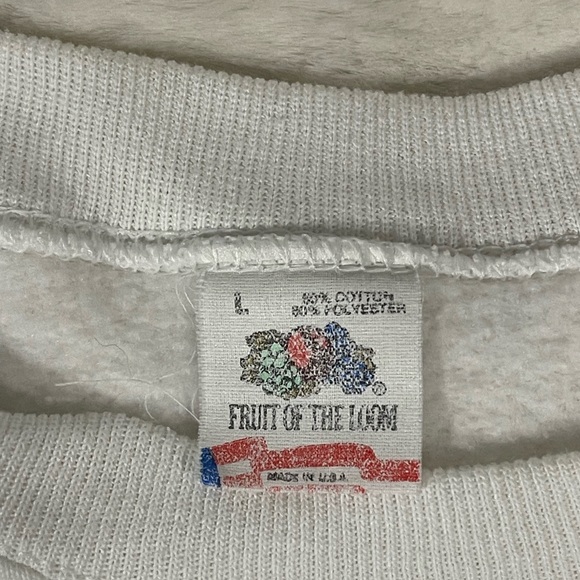 L
50% COTTON
50% POLYESTER
®
FRUIT OF THE LOOM
MADE IN U.S.A.